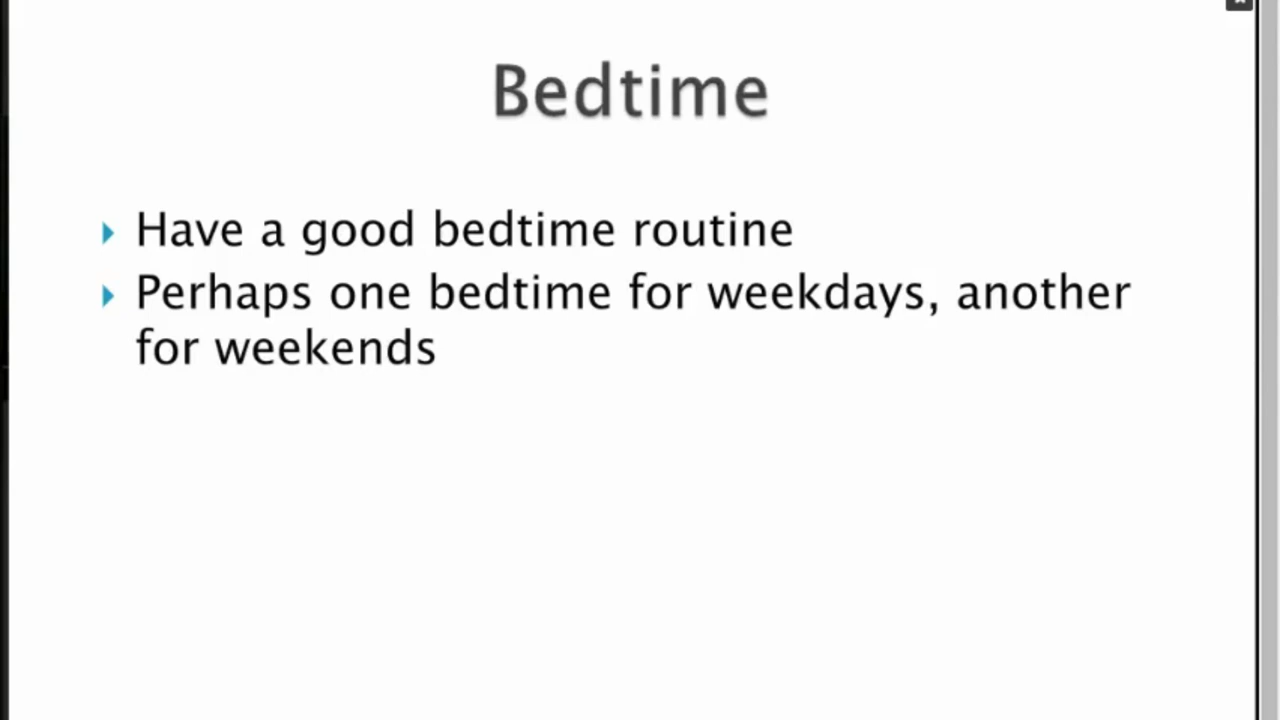 Bedtime
Have a good bedtime routine
Perhaps one bedtime for weekdays, another
for weekends